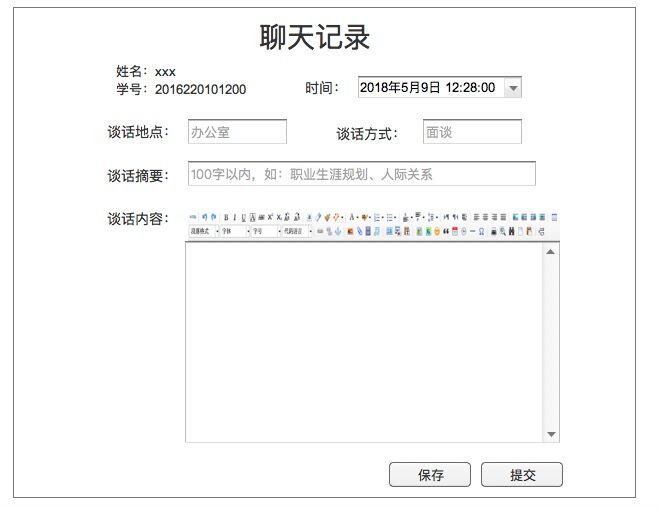 聊天记录
姓名：xxx
学号：2016220101200
时间： 2018年5月9日 12:28:00
谈话地点： 办公室 谈话方式： 面谈
谈话摘要： 100字以内，如：职业生涯规划、人际关系
谈话内容：
段落格式 字体 字号 代码语言
保存 提交